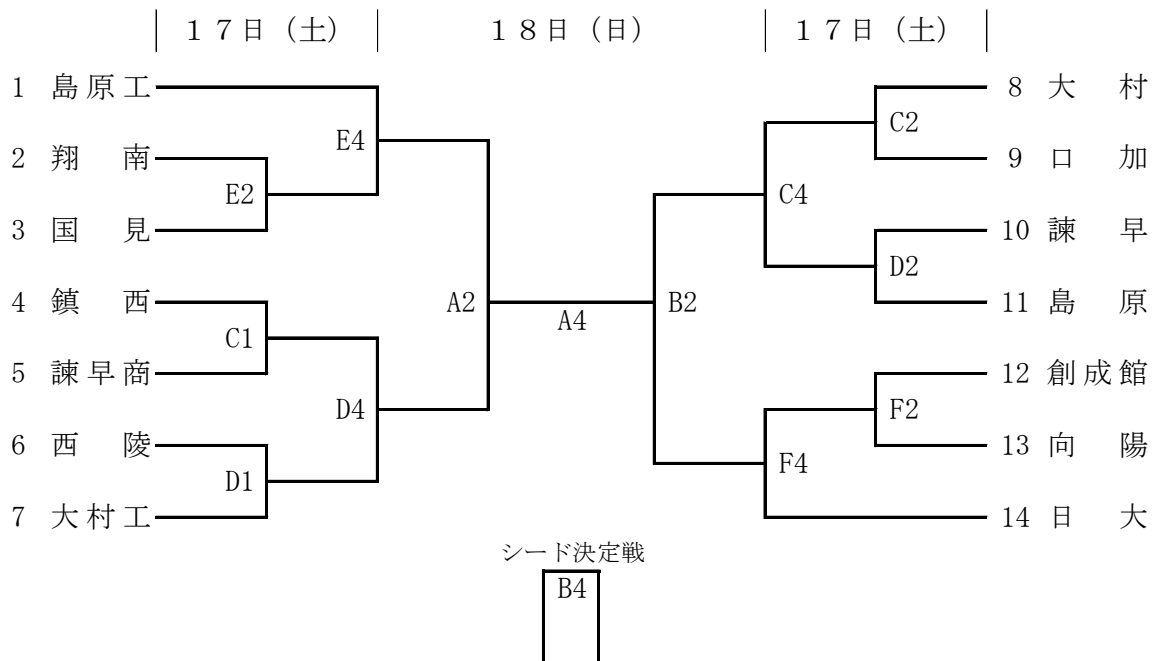 17日(土) 18日(日) 17日(土)
1 島原工 8 大村
E4 C2
2 翔南 9 口加
E2 C4
3 国見 10 諫早
D2
4 鎮西 A2 A4 B2 11 島原
C1
5 諫早商 12 創成館
D4 F2
6 西陵 13 向陽
D1 F4
7 大村工 14 日大
シード決定戦
B4